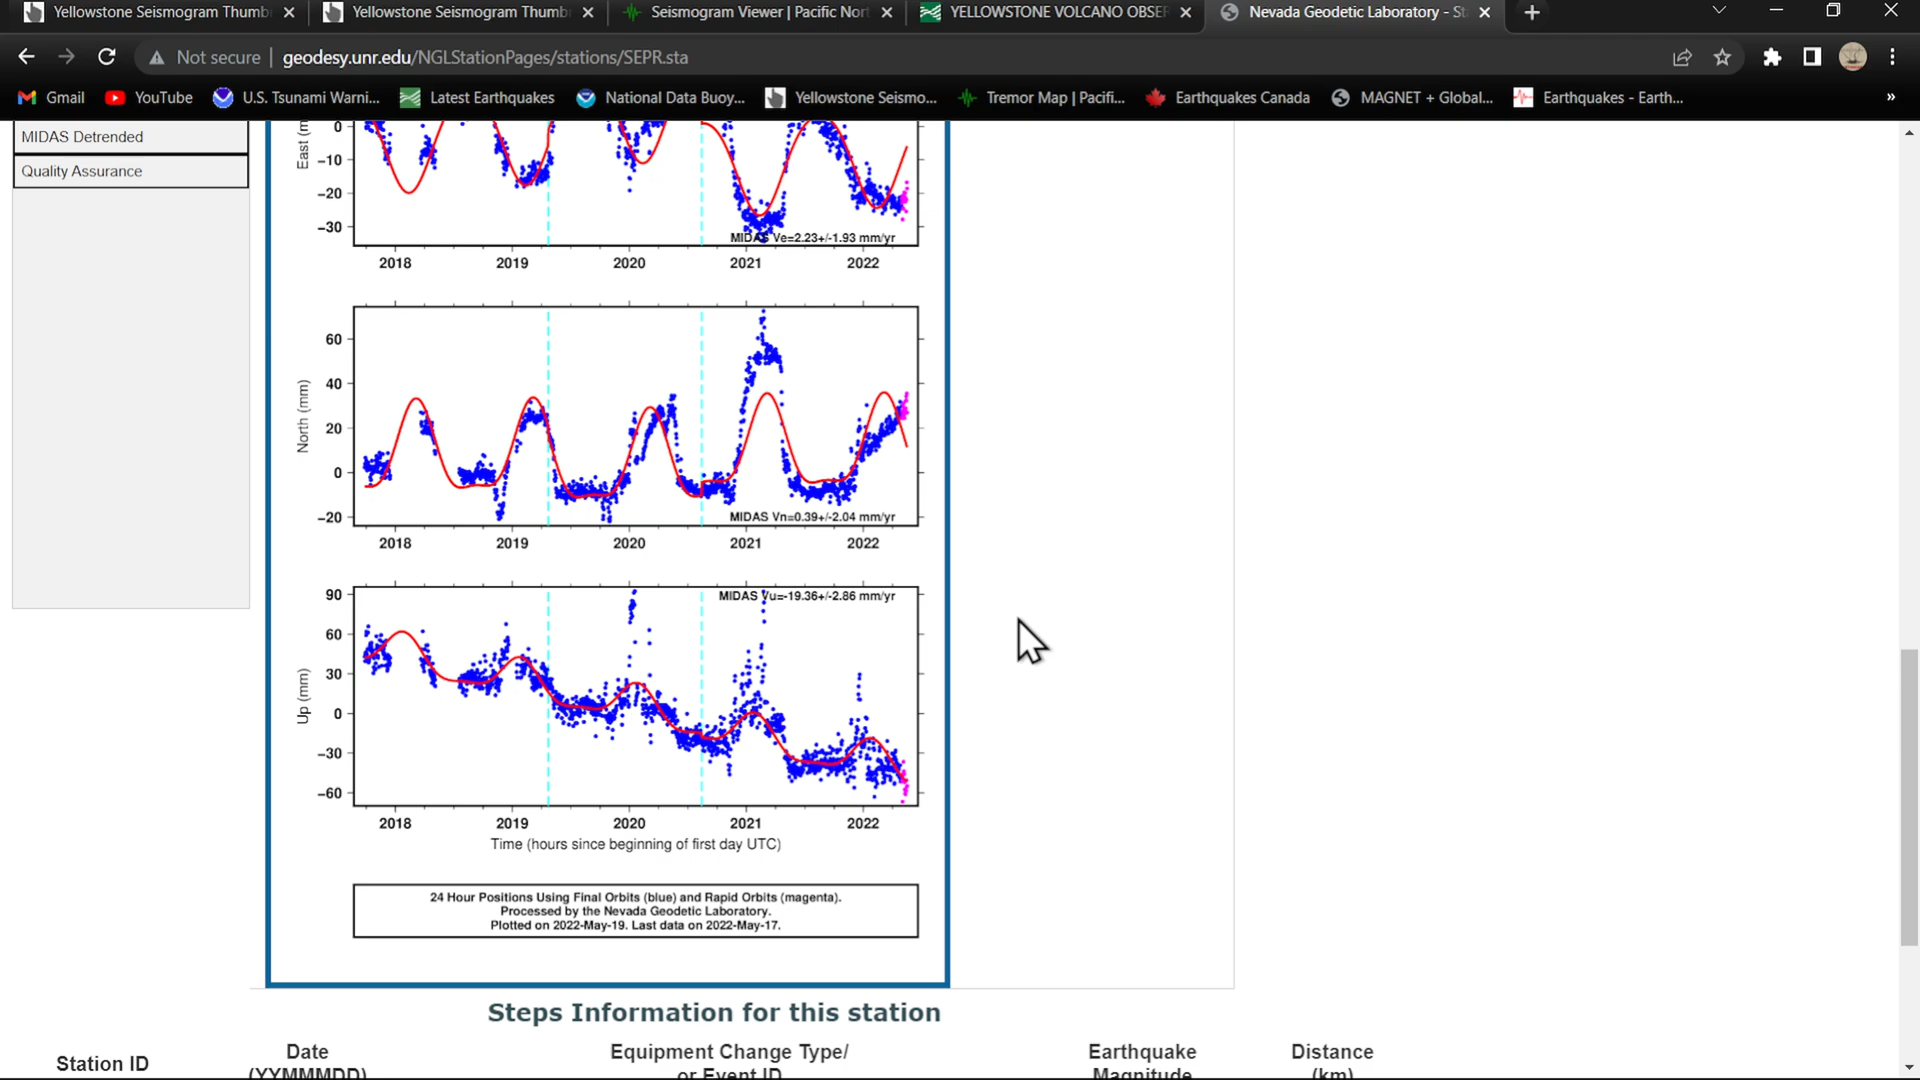 Yellowstone Seismogram Thumb
Yellowstone Seismogram Thumb
Seismogram Viewer | Pacific Nor
YELLOWSTONE VOLCANO OBSER
Nevada Geodetic Laboratory - St
Not secure
geodesy.unr.edu/NGLStationPages/stations/SEPR.sta
Gmail
YouTube
U.S. Tsunami Warni...
Latest Earthquakes
National Data Buoy...
Yellowstone Seismo...
Tremor Map | Pacifi...
Earthquakes Canada
MAGNET + Global...
Earthquakes - Earth...
»
MIDAS Detrended
Quality Assurance
East (m
0
−10
−20
−30
MIDAS Ve=2.23+/-1.93 mm/yr
2018 2019 2020 2021 2022
North (mm)
60
40
20
0
−20
MIDAS Vn=0.39+/-2.04 mm/yr
2018 2019 2020 2021 2022
Up (mm)
90
60
30
0
−30
−60
MIDAS Vu=-19.36+/-2.86 mm/yr
2018 2019 2020 2021 2022
Time (hours since beginning of first day UTC)
24 Hour Positions Using Final Orbits (blue) and Rapid Orbits (magenta).
Processed by the Nevada Geodetic Laboratory.
Plotted on 2022-May-19. Last data on 2022-May-17.
Steps Information for this station
Station ID
Date
(YYMMMDD)
Equipment Change Type/
or Event ID
Earthquake
Magnitude
Distance
(km)